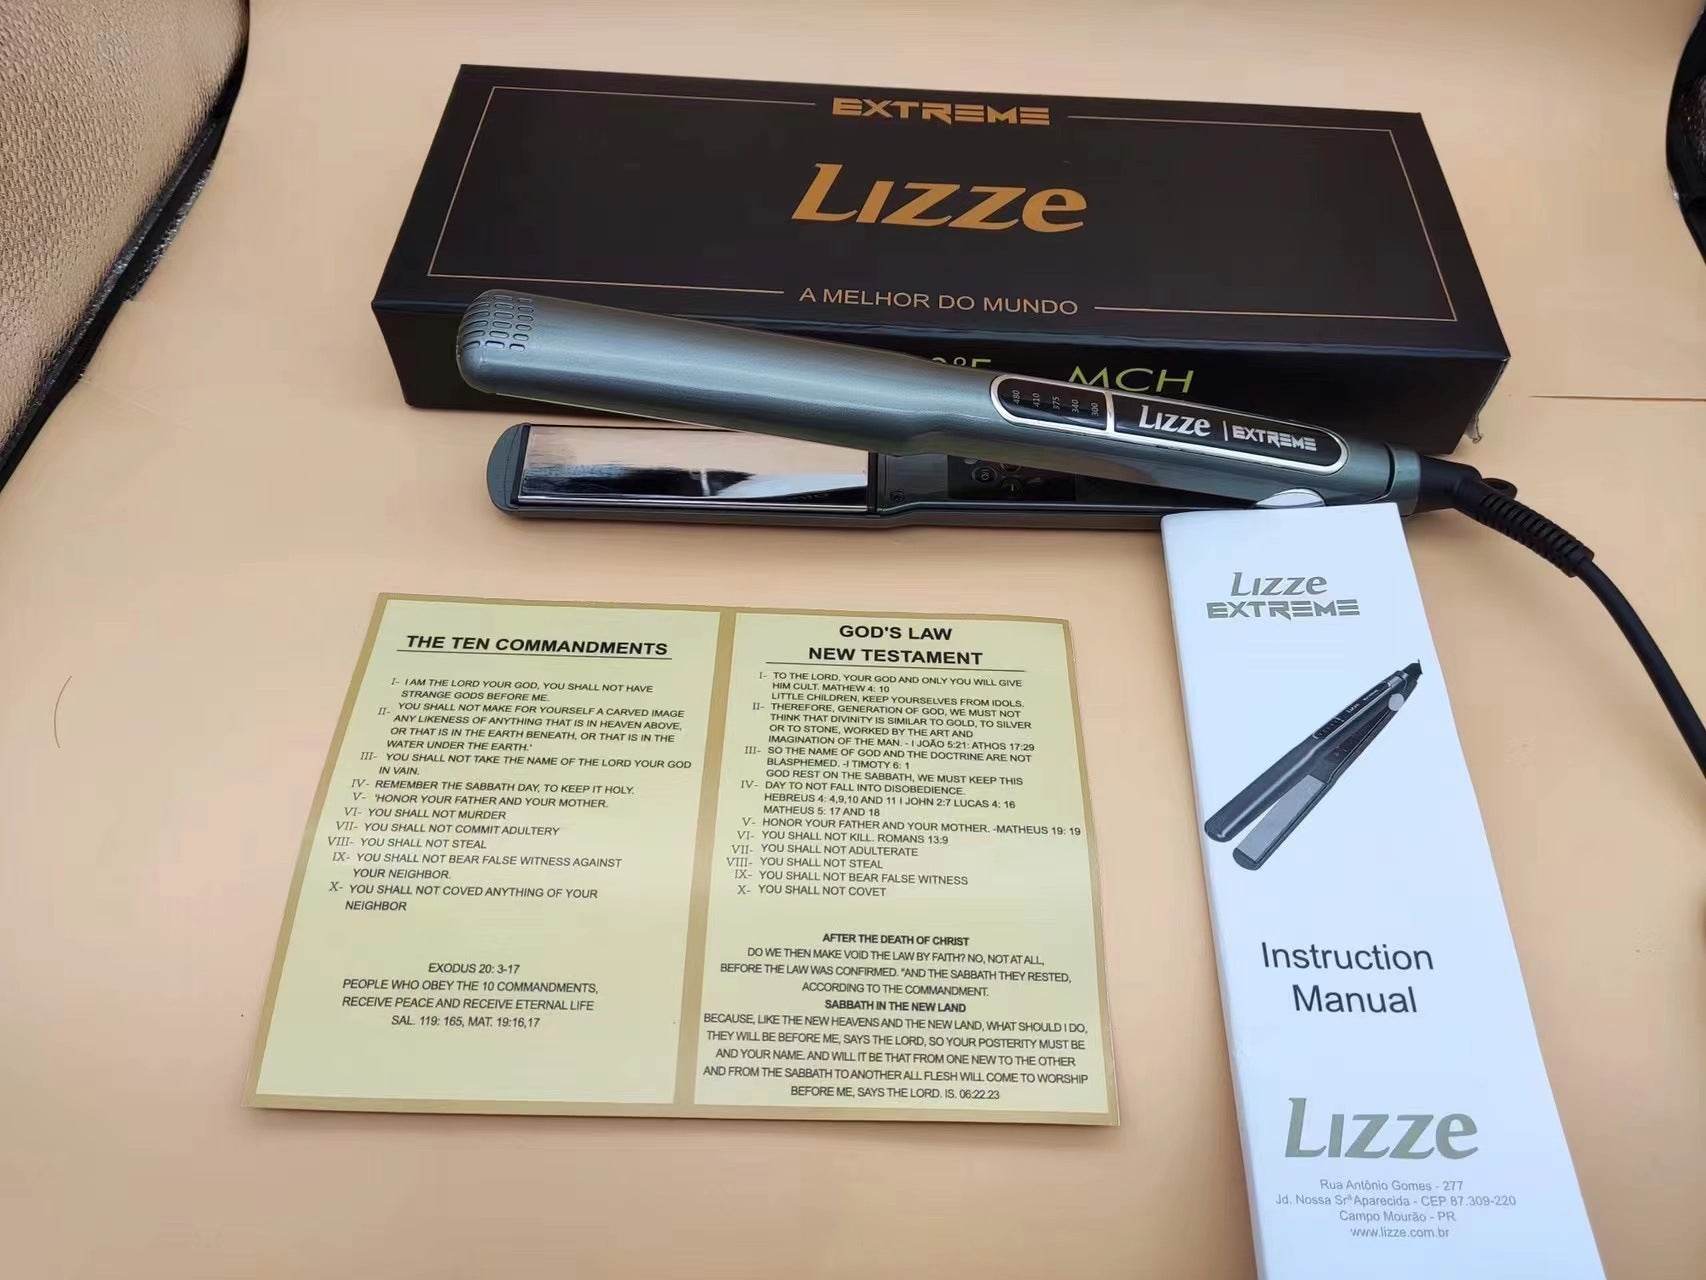 EXTREME
Lizze
A MELHOR DO MUNDO
MCH
480
410
375
340
300
Lizze | EXTREME
THE TEN COMMANDMENTS
I- I AM THE LORD YOUR GOD, YOU SHALL NOT HAVE
STRANGE GODS BEFORE ME.
YOU SHALL NOT MAKE FOR YOURSELF A CARVED IMAGE
II- ANY LIKENESS OF ANYTHING THAT IS IN HEAVEN ABOVE,
OR THAT IS IN THE EARTH BENEATH, OR THAT IS IN THE
WATER UNDER THE EARTH.'
III- YOU SHALL NOT TAKE THE NAME OF THE LORD YOUR GOD
IN VAIN.
IV- REMEMBER THE SABBATH DAY, TO KEEP IT HOLY.
V- 'HONOR YOUR FATHER AND YOUR MOTHER.
VI- YOU SHALL NOT MURDER
VII- YOU SHALL NOT COMMIT ADULTERY
VIII- YOU SHALL NOT STEAL
IX- YOU SHALL NOT BEAR FALSE WITNESS AGAINST
YOUR NEIGHBOR.
X- YOU SHALL NOT COVED ANYTHING OF YOUR
NEIGHBOR
EXODUS 20: 3-17
PEOPLE WHO OBEY THE 10 COMMANDMENTS,
RECEIVE PEACE AND RECEIVE ETERNAL LIFE
SAL. 119: 165, MAT. 19:16,17
GOD'S LAW
NEW TESTAMENT
I- TO THE LORD, YOUR GOD AND ONLY YOU WILL GIVE
HIM CULT. MATHEW 4: 10
LITTLE CHILDREN, KEEP YOURSELVES FROM IDOLS.
II- THEREFORE, GENERATION OF GOD, WE MUST NOT
THINK THAT DIVINITY IS SIMILAR TO GOLD, TO SILVER
OR TO STONE, WORKED BY THE ART AND
IMAGINATION OF THE MAN. - I JOÃO 5:21: ATHOS 17:29
III- SO THE NAME OF GOD AND THE DOCTRINE ARE NOT
BLASPHEMED. -I TIMOTY 6: 1
GOD REST ON THE SABBATH, WE MUST KEEP THIS
IV- DAY TO NOT FALL INTO DISOBEDIENCE.
HEBREUS 4: 4,9,10 AND 11 I JOHN 2:7 LUCAS 4: 16
MATHEUS 5: 17 AND 18
V- HONOR YOUR FATHER AND YOUR MOTHER. -MATHEUS 19: 19
VI- YOU SHALL NOT KILL. ROMANS 13:9
VII- YOU SHALL NOT ADULTERATE
VIII- YOU SHALL NOT STEAL
IX- YOU SHALL NOT BEAR FALSE WITNESS
X- YOU SHALL NOT COVET
AFTER THE DEATH OF CHRIST
DO WE THEN MAKE VOID THE LAW BY FAITH? NO, NOT AT ALL,
BEFORE THE LAW WAS CONFIRMED. "AND THE SABBATH THEY RESTED,
ACCORDING TO THE COMMANDMENT.
SABBATH IN THE NEW LAND
BECAUSE, LIKE THE NEW HEAVENS AND THE NEW LAND, WHAT SHOULD I DO,
THEY WILL BE BEFORE ME, SAYS THE LORD, SO YOUR POSTERITY MUST BE
AND YOUR NAME. AND WILL IT BE THAT FROM ONE NEW TO THE OTHER
AND FROM THE SABBATH TO ANOTHER ALL FLESH WILL COME TO WORSHIP
BEFORE ME, SAYS THE LORD. IS. 06:22.23
Lizze
EXTREME
Instruction
Manual
Lizze
Rua Antônio Gomes - 277
Jd. Nossa Srª Aparecida - CEP 87.309-220
Campo Mourão - PR
www.lizze.com.br